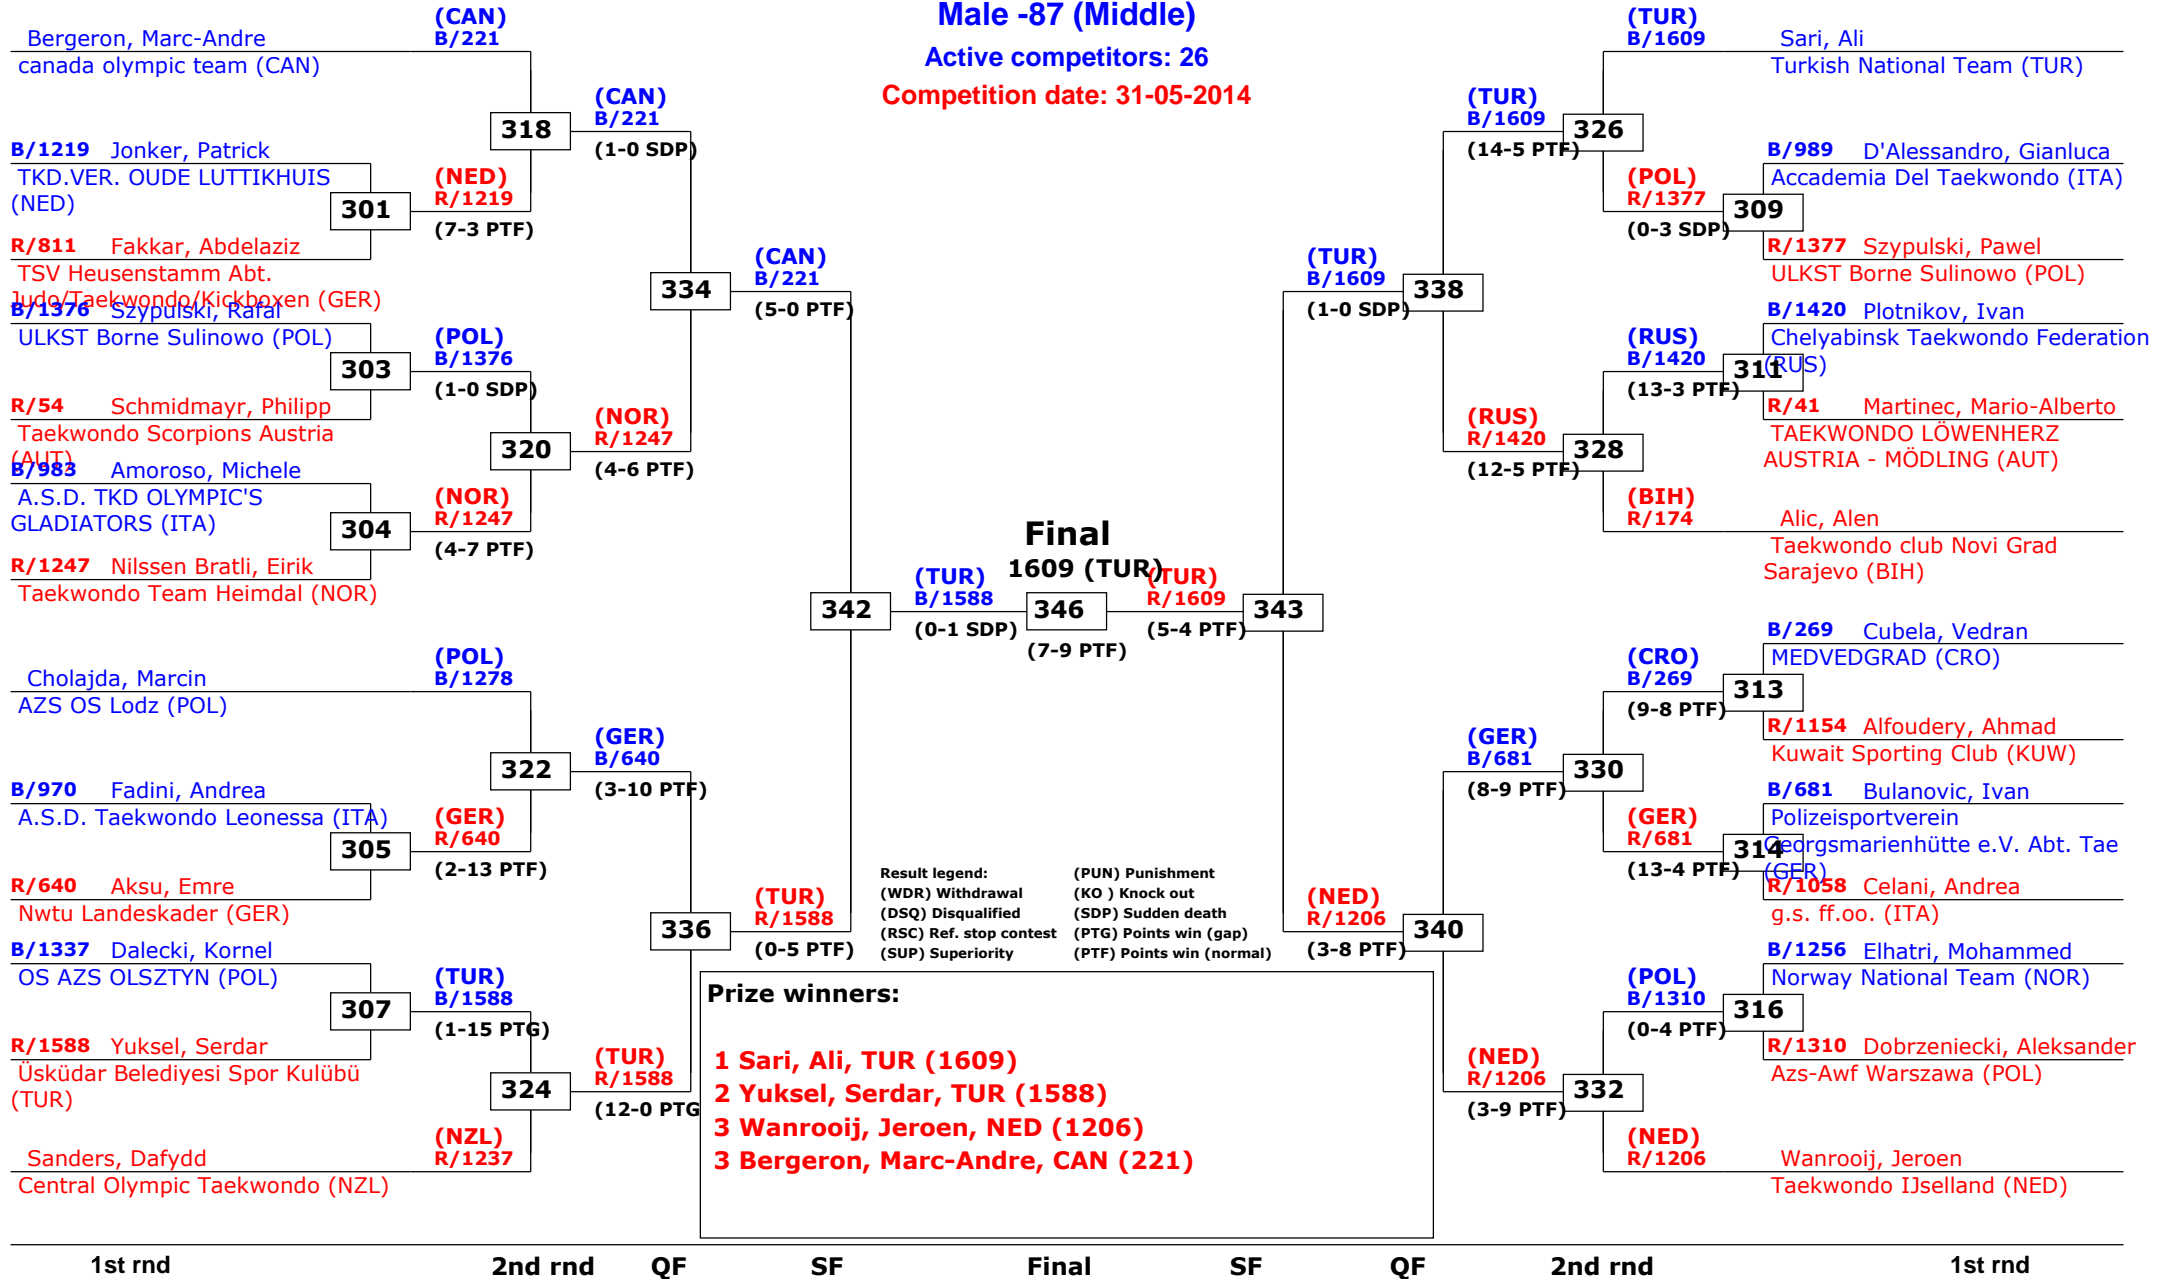 Male -87 (Middle)
Active competitors: 26
Competition date: 31-05-2014
Bergeron, Marc-Andre
canada olympic team (CAN)
(CAN)
B/221
B/1219 Jonker, Patrick
TKD.VER. OUDE LUTTIKHUIS
(NED)
301
R/811 Fakkar, Abdelaziz
TSV Heusenstamm Abt.
Judo/Taekwondo/Kickboxen (GER)
(NED)
R/1219
(7-3 PTF)
318
(CAN)
B/221
(1-0 SDP)
B/1376 Szypulski, Rafal
ULKST Borne Sulinowo (POL)
303
R/54 Schmidmayr, Philipp
Taekwondo Scorpions Austria
(AUT)
(POL)
B/1376
(1-0 SDP)
B/983 Amoroso, Michele
A.S.D. TKD OLYMPIC'S
GLADIATORS (ITA)
304
R/1247 Nilssen Bratli, Eirik
Taekwondo Team Heimdal (NOR)
(NOR)
R/1247
(4-7 PTF)
320
(NOR)
R/1247
(4-6 PTF)
334
(CAN)
B/221
(5-0 PTF)
Cholajda, Marcin
AZS OS Lodz (POL)
(POL)
B/1278
B/970 Fadini, Andrea
A.S.D. Taekwondo Leonessa (ITA)
305
R/640 Aksu, Emre
Nwtu Landeskader (GER)
(GER)
R/640
(2-13 PTF)
322
(GER)
B/640
(3-10 PTF)
B/1337 Dalecki, Kornel
OS AZS OLSZTYN (POL)
307
R/1588 Yuksel, Serdar
Üsküdar Belediyesi Spor Kulübü
(TUR)
(TUR)
B/1588
(1-15 PTG)
324
Sanders, Dafydd
Central Olympic Taekwondo (NZL)
(NZL)
R/1237
(TUR)
R/1588
(12-0 PTG
336
(TUR)
R/1588
(0-5 PTF)
342
(TUR)
B/1588
(0-1 SDP)
Final
1609 (TUR)
346
(7-9 PTF)
(TUR)
R/1609
(5-4 PTF)
343
(TUR)
B/1609
(1-0 SDP)
338
(TUR)
B/1609
(14-5 PTF)
326
(TUR)
B/1609
Sari, Ali
Turkish National Team (TUR)
B/989 D'Alessandro, Gianluca
Accademia Del Taekwondo (ITA)
309
R/1377 Szypulski, Pawel
ULKST Borne Sulinowo (POL)
(POL)
R/1377
(0-3 SDP)
B/1420 Plotnikov, Ivan
Chelyabinsk Taekwondo Federation
(RUS)
311
R/41 Martinec, Mario-Alberto
TAEKWONDO LÖWENHERZ
AUSTRIA - MÖDLING (AUT)
(RUS)
B/1420
(13-3 PTF)
(RUS)
R/1420
(12-5 PTF)
328
(BIH)
R/174
Alic, Alen
Taekwondo club Novi Grad
Sarajevo (BIH)
B/269 Cubela, Vedran
MEDVEDGRAD (CRO)
313
R/1154 Alfoudery, Ahmad
Kuwait Sporting Club (KUW)
(CRO)
B/269
(9-8 PTF)
(GER)
B/681
(8-9 PTF)
330
B/681 Bulanovic, Ivan
Polizeisportverein
Georgsmarienhütte e.V. Abt. Tae
(GER)
314
R/1058 Celani, Andrea
g.s. ff.oo. (ITA)
(GER)
R/681
(13-4 PTF)
(NED)
R/1206
(3-8 PTF)
340
B/1256 Elhatri, Mohammed
Norway National Team (NOR)
316
R/1310 Dobrzeniecki, Aleksander
Azs-Awf Warszawa (POL)
(POL)
B/1310
(0-4 PTF)
(NED)
R/1206
(3-9 PTF)
332
(NED)
R/1206
Wanrooij, Jeroen
Taekwondo IJselland (NED)
Result legend: (PUN) Punishment
(WDR) Withdrawal (KO ) Knock out
(DSQ) Disqualified (SDP) Sudden death
(RSC) Ref. stop contest (PTG) Points win (gap)
(SUP) Superiority (PTF) Points win (normal)
Prize winners:
1 Sari, Ali, TUR (1609)
2 Yuksel, Serdar, TUR (1588)
3 Wanrooij, Jeroen, NED (1206)
3 Bergeron, Marc-Andre, CAN (221)
1st rnd 2nd rnd QF SF Final SF QF 2nd rnd 1st rnd